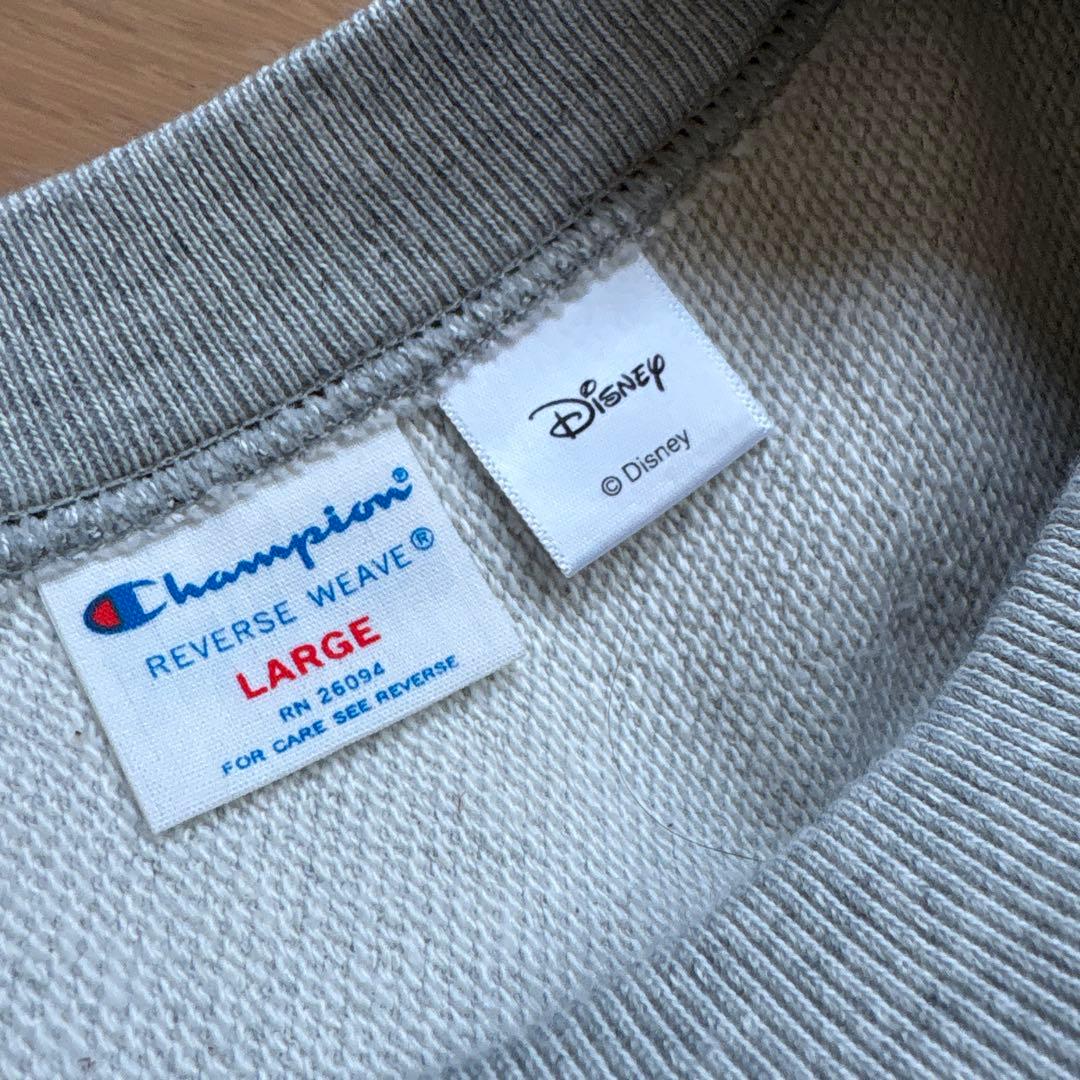 Champion®
REVERSE WEAVE®
LARGE
RN 26094
FOR CARE SEE REVERSE
Disney
© Disney